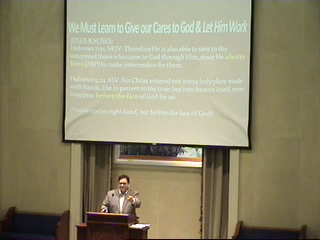 We Must Learn to Give our Cares to God & Let Him Work
JESUS KNOWS:
Hebrews 7:25 NKJV Therefore He is also able to save to the
uttermost those who come to God through Him, since He always
lives (P&P) to make intercession for them.
Hebrews 9:24 ASV For Christ entered not into a holy place made
with hands, like in pattern to the true; but into heaven itself, now
to appear before the face of God for us:
right hand, but before the face of God)